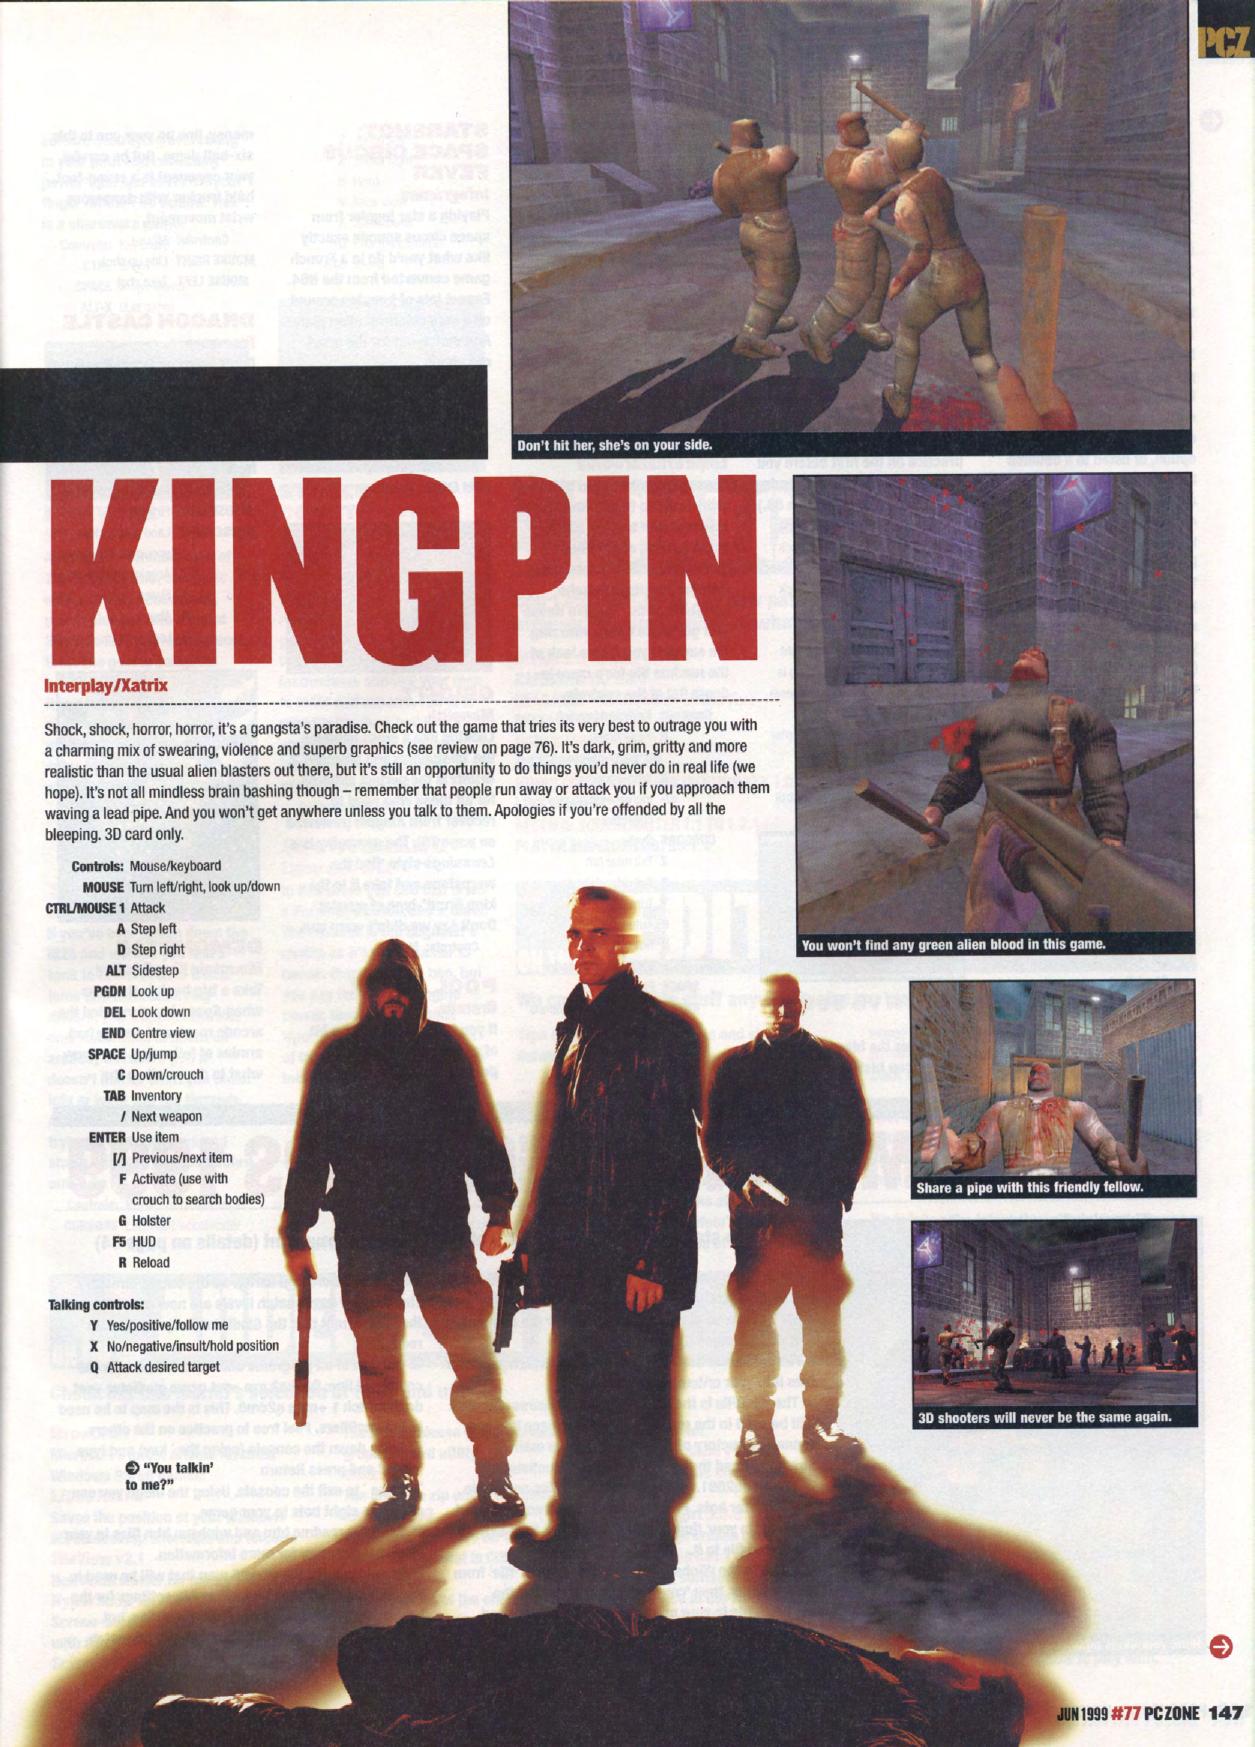 PCZ
Don't hit her, she's on your side.
KINGPIN
Interplay/Xatrix
Shock, shock, horror, horror, it's a gangsta's paradise. Check out the game that tries its very best to outrage you with
a charming mix of swearing, violence and superb graphics (see review on page 76). It's dark, grim, gritty and more
realistic than the usual alien blasters out there, but it's still an opportunity to do things you'd never do in real life (we
hope). It's not all mindless brain bashing though – remember that people run away or attack you if you approach them
waving a lead pipe. And you won't get anywhere unless you talk to them. Apologies if you're offended by all the
bleeping. 3D card only.
Controls: Mouse/keyboard
MOUSE Turn left/right, look up/down
CTRL/MOUSE 1 Attack
A Step left
D Step right
ALT Sidestep
PGDN Look up
DEL Look down
END Centre view
SPACE Up/jump
C Down/crouch
TAB Inventory
/ Next weapon
ENTER Use item
[/] Previous/next item
F Activate (use with
crouch to search bodies)
G Holster
F5 HUD
R Reload
Talking controls:
Y Yes/positive/follow me
X No/negative/insult/hold position
Q Attack desired target
"You talkin'
to me?"
You won't find any green alien blood in this game.
Share a pipe with this friendly fellow.
3D shooters will never be the same again.
JUN 1999 #77 PC ZONE 147